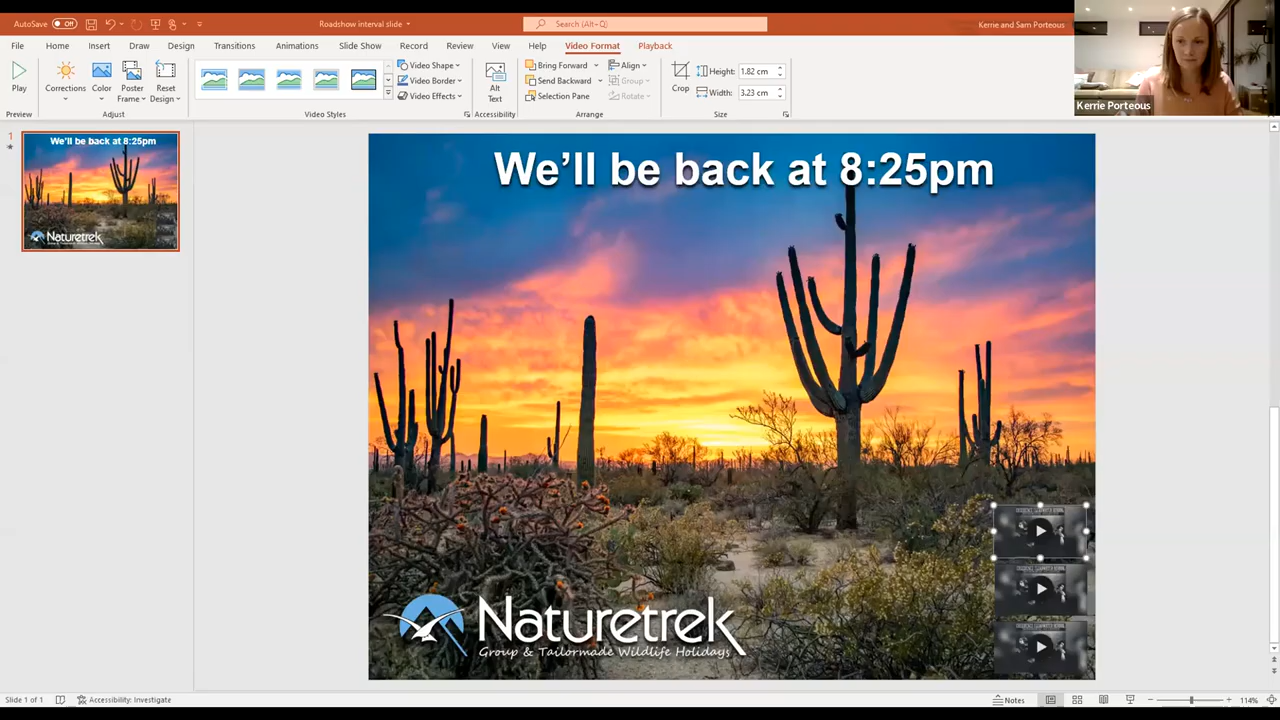 AutoSave Off
Roadshow interval slide
Search (Alt+Q)
Kerrie and Sam Porteous
File Home Insert Draw Design Transitions Animations Slide Show Record Review View Help Video Format Playback
Play
Corrections
Color
Poster Frame
Reset Design
Video Shape
Video Border
Video Effects
Alt Text
Bring Forward
Send Backward
Selection Pane
Align
Group
Rotate
Crop
Height: 1.82 cm
Width: 3.23 cm
Preview Adjust Video Styles Accessibility Arrange Size
Kerrie Porteous
1
We'll be back at 8:25pm
Naturetrek
We'll be back at 8:25pm
Naturetrek
Group & Tailormade Wildlife Holidays
Slide 1 of 1
Accessibility: Investigate
Notes
114%